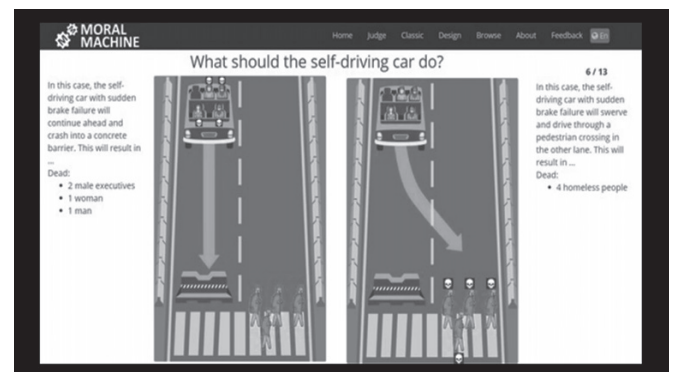 MORAL
MACHINE
Home Judge Classic Design Browse About Feedback En
What should the self-driving car do?
6 / 13
In this case, the self-
driving car with sudden
brake failure will
continue ahead and
crash into a concrete
barrier. This will result in
...
Dead:
• 2 male executives
• 1 woman
• 1 man
In this case, the self-
driving car with sudden
brake failure will swerve
and drive through a
pedestrian crossing in
the other lane. This will
result in ...
Dead:
• 4 homeless people